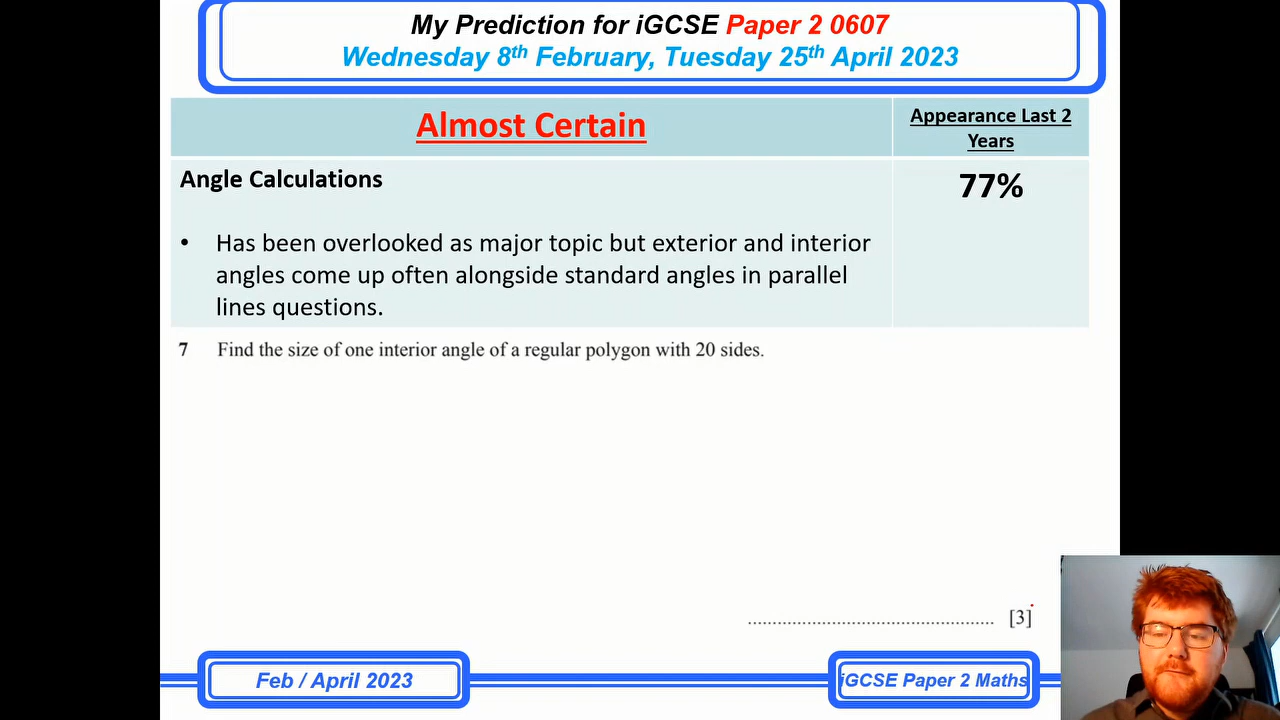 My Prediction for iGCSE Paper 2 0607
Wednesday 8th February, Tuesday 25th April 2023
Almost Certain
Appearance Last 2
Years
Angle Calculations
77%
• Has been overlooked as major topic but exterior and interior
angles come up often alongside standard angles in parallel
lines questions.
7 Find the size of one interior angle of a regular polygon with 20 sides.
................................................. [3]
Feb / April 2023
iGCSE Paper 2 Maths